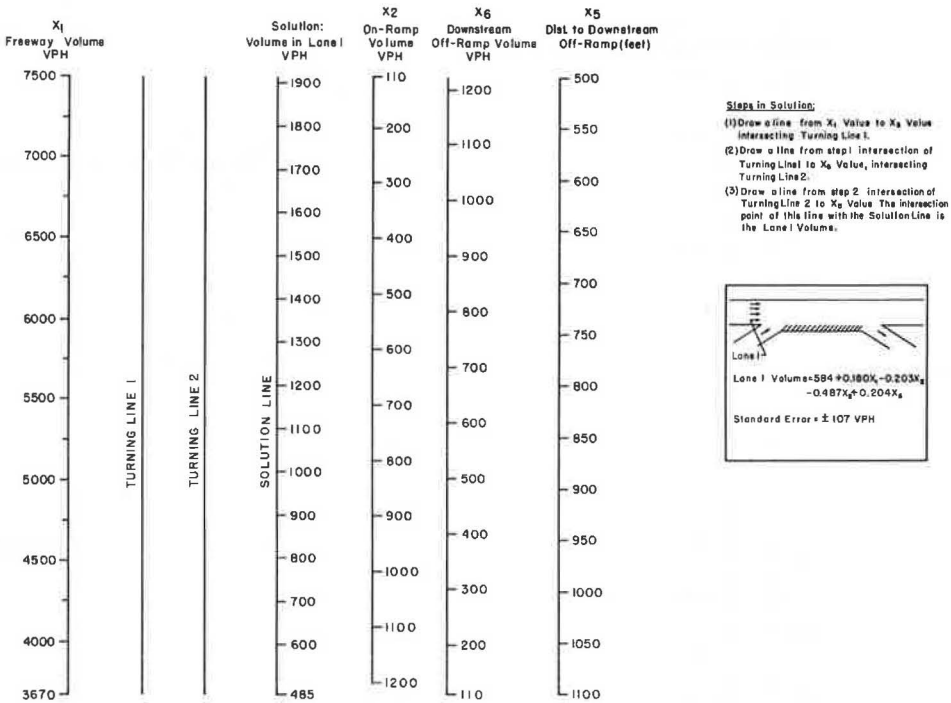 X1
Freeway Volume
VPH
7500
7000
6500
6000
5500
5000
4500
4000
3670
TURNING LINE 1
TURNING LINE 2
Solution:
Volume in Lane 1
VPH
1900
1800
1700
1600
1500
1400
1300
1200
1100
1000
900
800
700
600
485
SOLUTION LINE
X2
On-Ramp
Volume
VPH
110
200
300
400
500
600
700
800
900
1000
1100
1200
X6
Downstream
Off-Ramp Volume
VPH
1200
1100
1000
900
800
700
600
500
400
300
200
110
X5
Dist. to Downstream
Off-Ramp (feet)
500
550
600
650
700
750
800
850
900
950
1000
1050
1100
Steps in Solution:
(1) Draw a line from X1 Value to Value
intersecting Turning Line 1.
(2) Draw a line from step 1 intersection of
Turning Line 1 to Value, intersecting
Turning Line 2.
(3) Draw a line from step 2 intersection of
Turning Line 2 to Value The intersection
point of this line with the Solution Line is
the Lane 1 Volume.
Lane 1
Lane 1 Volume=584+0.180X1-0.203
-0.487 +0.204
Standard Error = ± 107 VPH